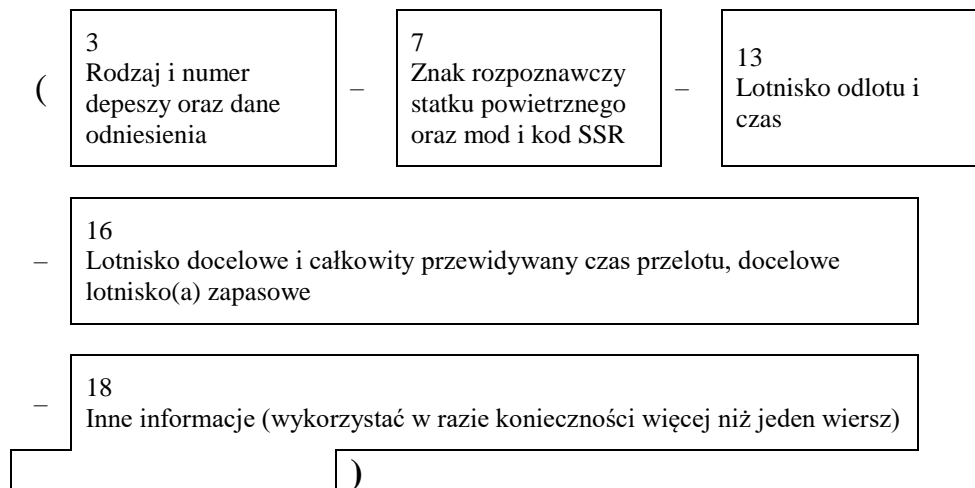 3
Rodzaj i numer
depeszy oraz dane
odniesienia
(
–
7
Znak rozpoznawczy
statku powietrznego
oraz mod i kod SSR
–
13
Lotnisko odlotu i
czas
–
16
Lotnisko docelowe i całkowity przewidywany czas przelotu, docelowe
lotnisko(a) zapasowe
–
18
Inne informacje (wykorzystać w razie konieczności więcej niż jeden wiersz)
)